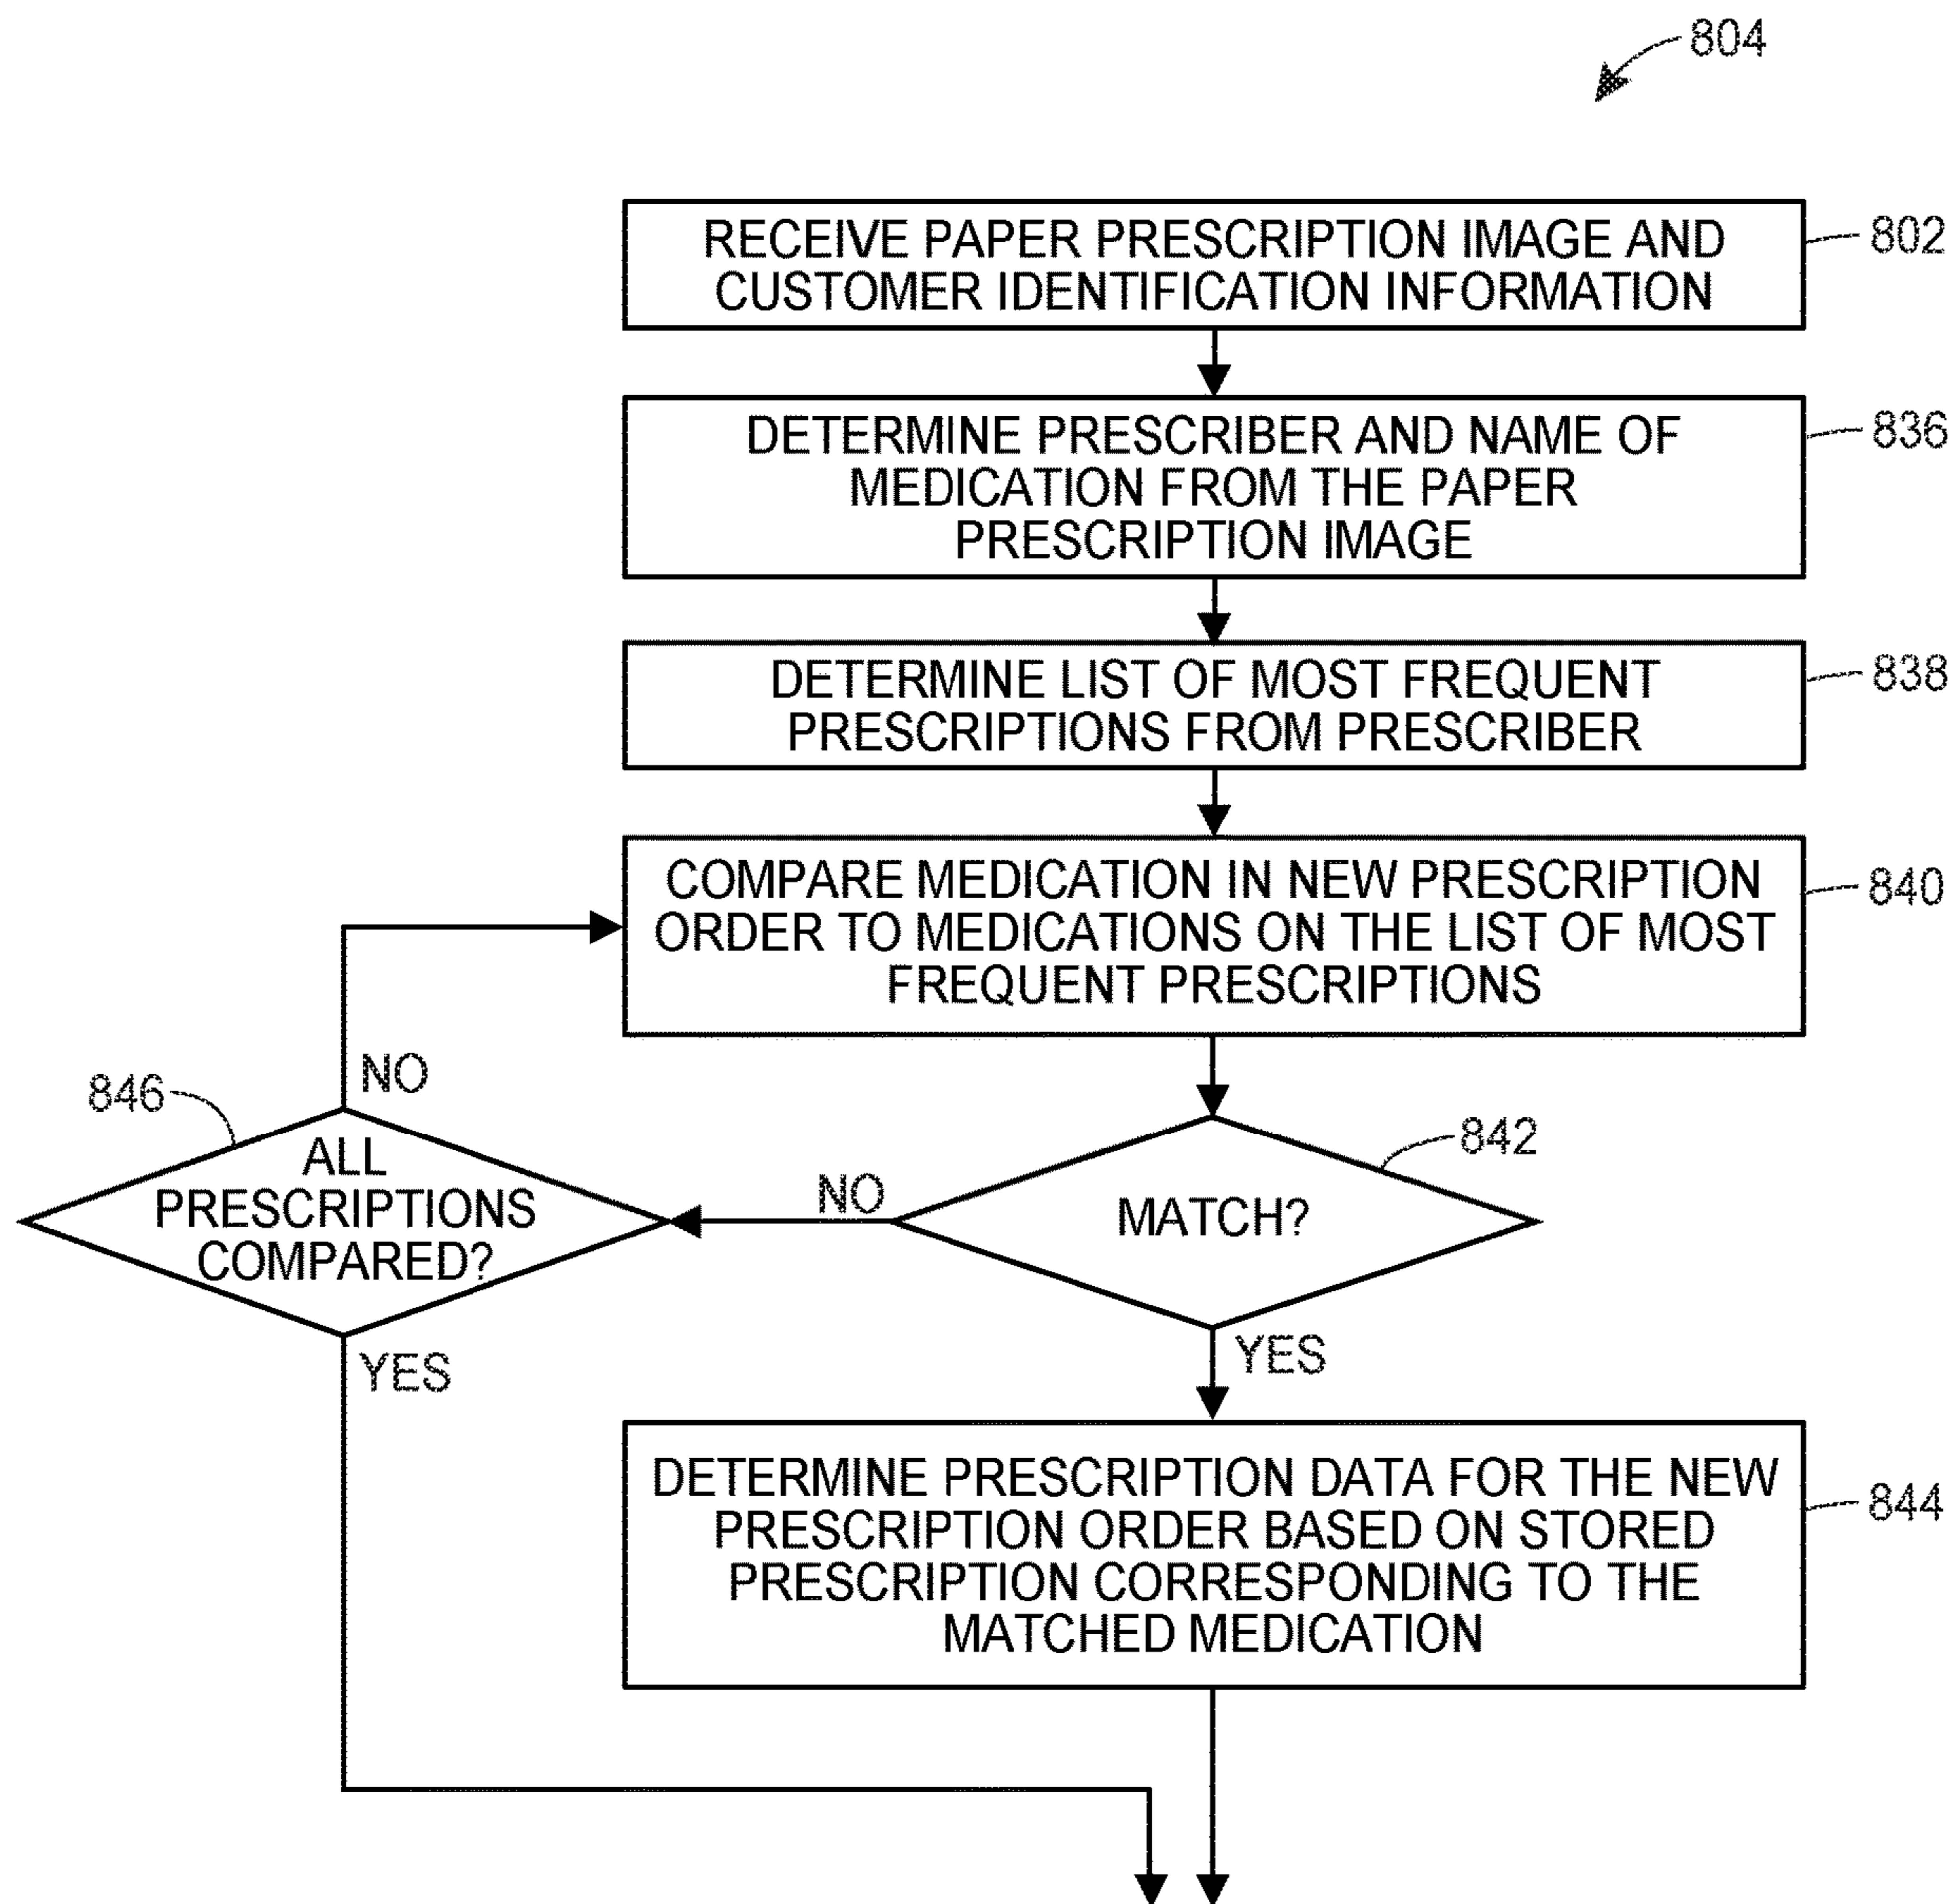 804
RECEIVE PAPER PRESCRIPTION IMAGE AND
CUSTOMER IDENTIFICATION INFORMATION
802
DETERMINE PRESCRIBER AND NAME OF
MEDICATION FROM THE PAPER
PRESCRIPTION IMAGE
836
DETERMINE LIST OF MOST FREQUENT
PRESCRIPTIONS FROM PRESCRIBER
838
COMPARE MEDICATION IN NEW PRESCRIPTION
ORDER TO MEDICATIONS ON THE LIST OF MOST
FREQUENT PRESCRIPTIONS
840
NO
846
ALL
PRESCRIPTIONS
COMPARED?
YES
NO
842
MATCH?
YES
DETERMINE PRESCRIPTION DATA FOR THE NEW
PRESCRIPTION ORDER BASED ON STORED
PRESCRIPTION CORRESPONDING TO THE
MATCHED MEDICATION
844